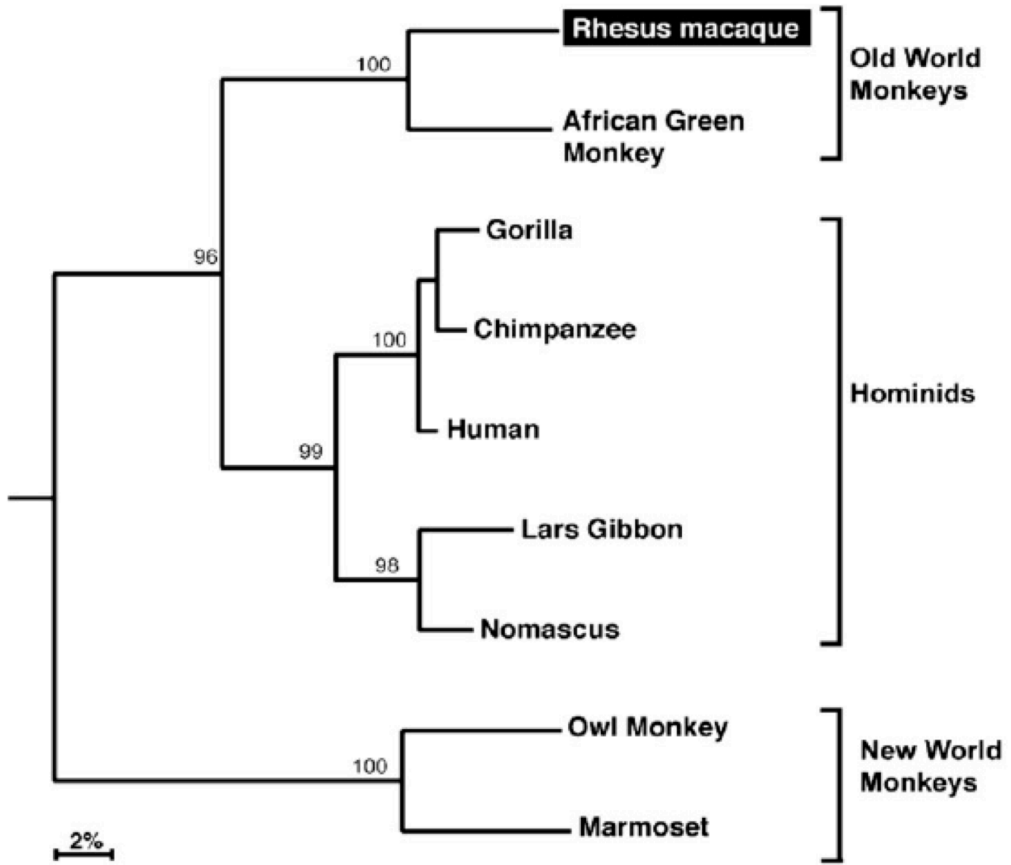 Rhesus macaque
Old World
Monkeys
100
African Green
Monkey
Gorilla
96
Chimpanzee
100
Hominids
Human
99
Lars Gibbon
98
Nomascus
Owl Monkey
New World
Monkeys
100
Marmoset
2%